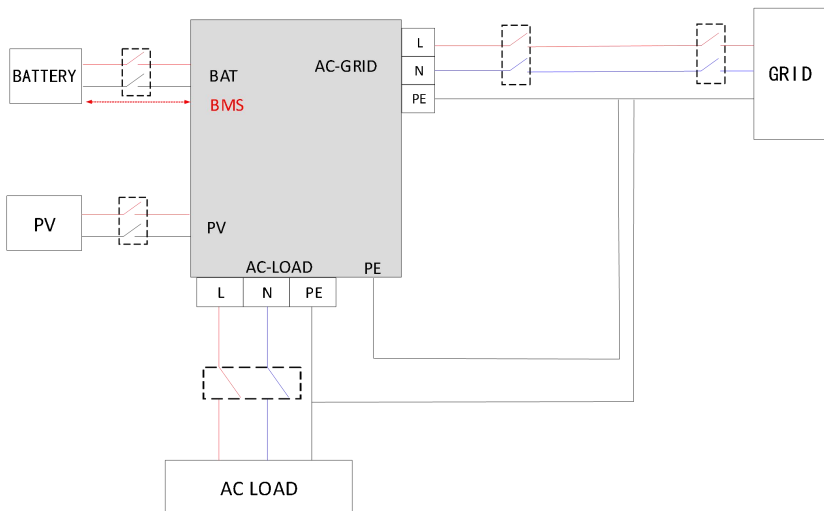 BATTERY
BAT
BMS
AC-GRID
L
N
PE
GRID
PV
PV
AC-LOAD
PE
L
N
PE
AC LOAD